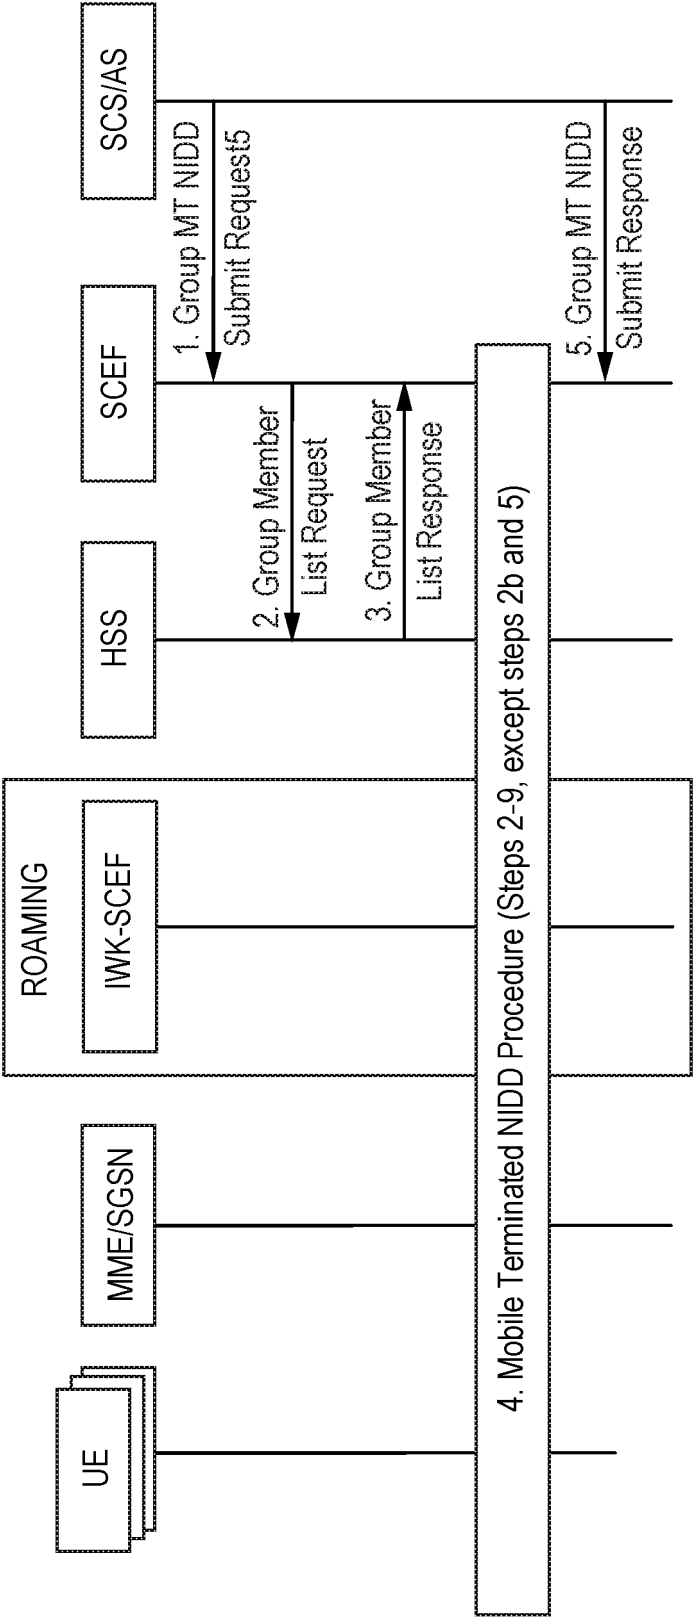 UE
MME/SGSN
ROAMING
IWK-SCEF
HSS
SCEF
SCS/AS
1. Group MT NIDD
Submit Request5
2. Group Member
List Request
3. Group Member
List Response
4. Mobile Terminated NIDD Procedure (Steps 2-9, except steps 2b and 5)
5. Group MT NIDD
Submit Response